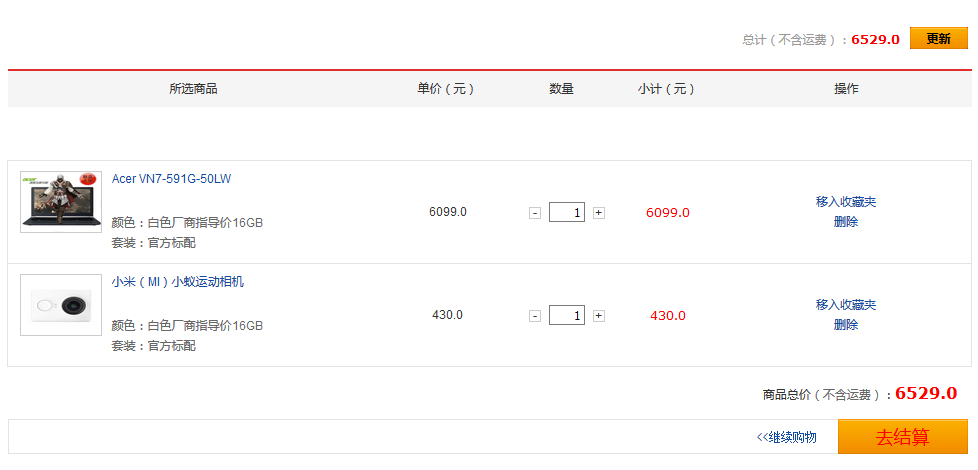 总计（不含运费）：6529.0 更新
所选商品 单价（元） 数量 小计（元） 操作
acer
Acer VN7-591G-50LW
颜色：白色厂商指导价16GB
套装：官方标配
6099.0 - 1 + 6099.0
移入收藏夹
删除
小米（MI）小蚁运动相机
颜色：白色厂商指导价16GB
套装：官方标配
430.0 - 1 + 430.0
移入收藏夹
删除
商品总价（不含运费）：6529.0
<<继续购物 去结算